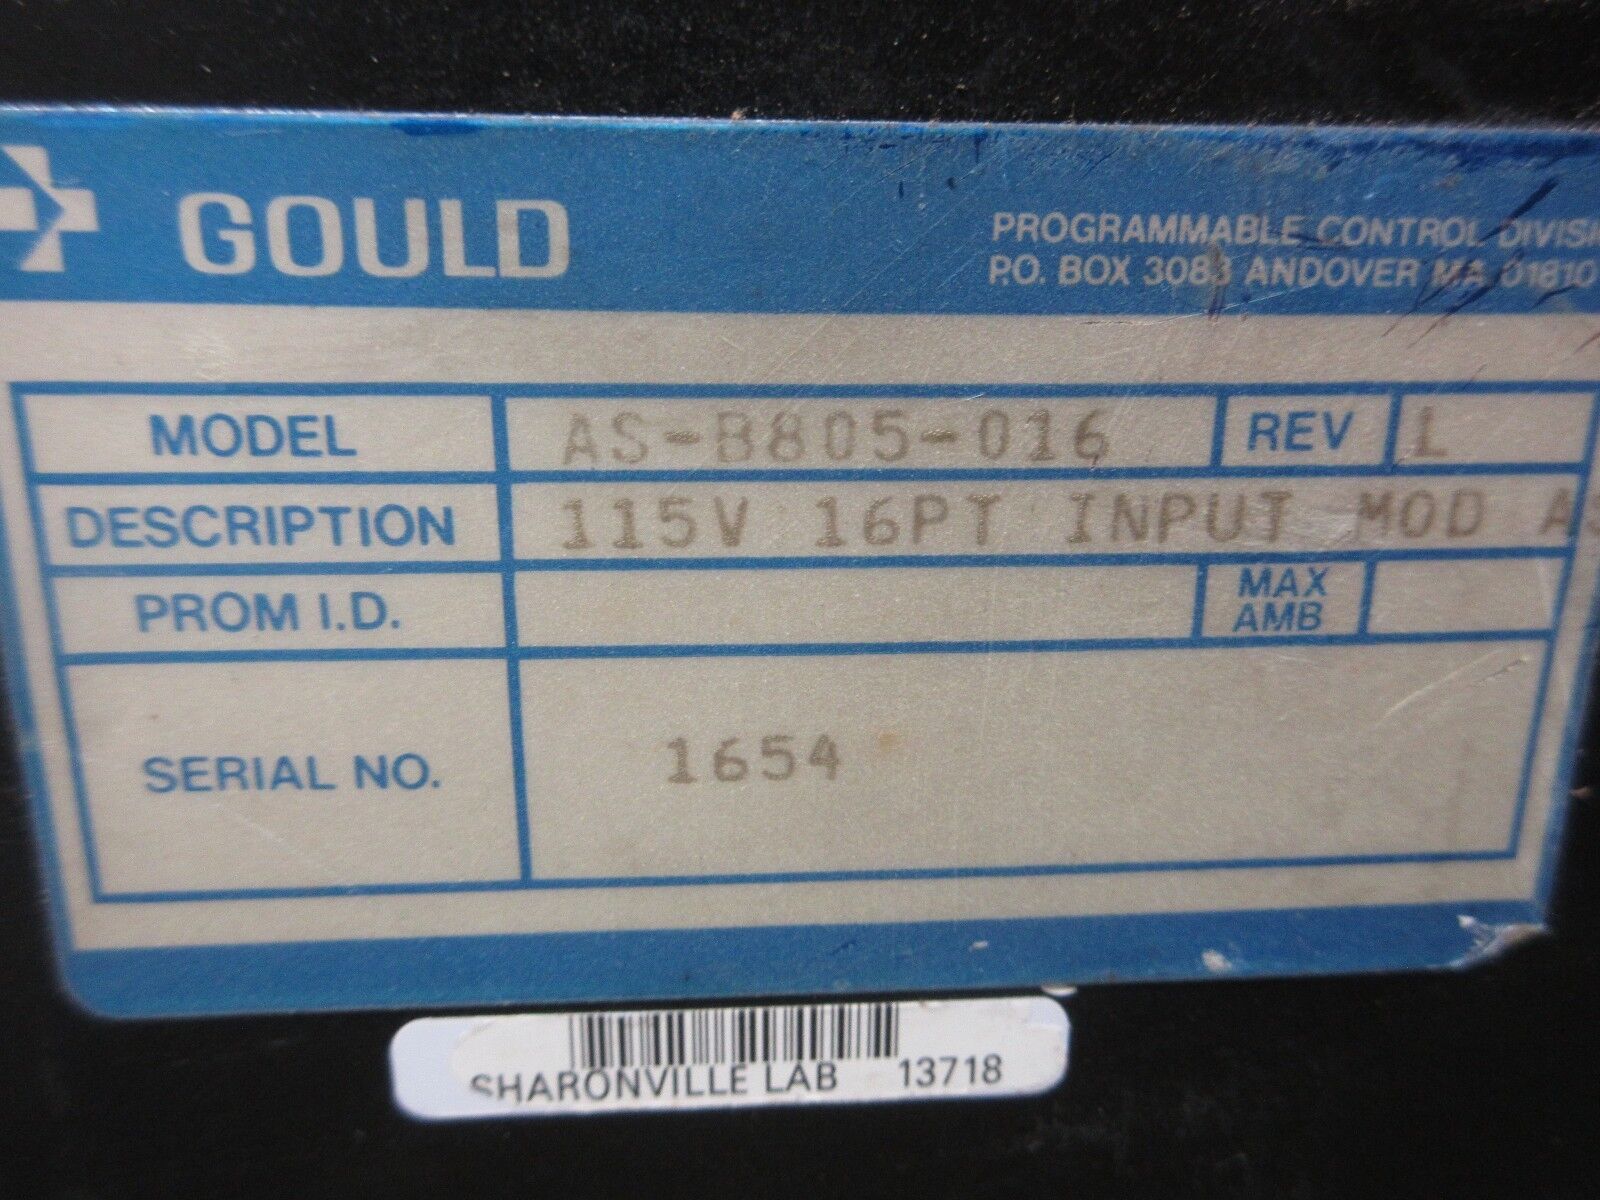 GOULD
PROGRAMMABLE CONTROL
P.O. BOX 3083 ANDOVER MA 01810
MODEL AS-B805-016 REV L
DESCRIPTION 115V 16PT INPUT MOD
PROM I.D. MAX AMB
SERIAL NO. 1654
SHARONVILLE LAB 13718